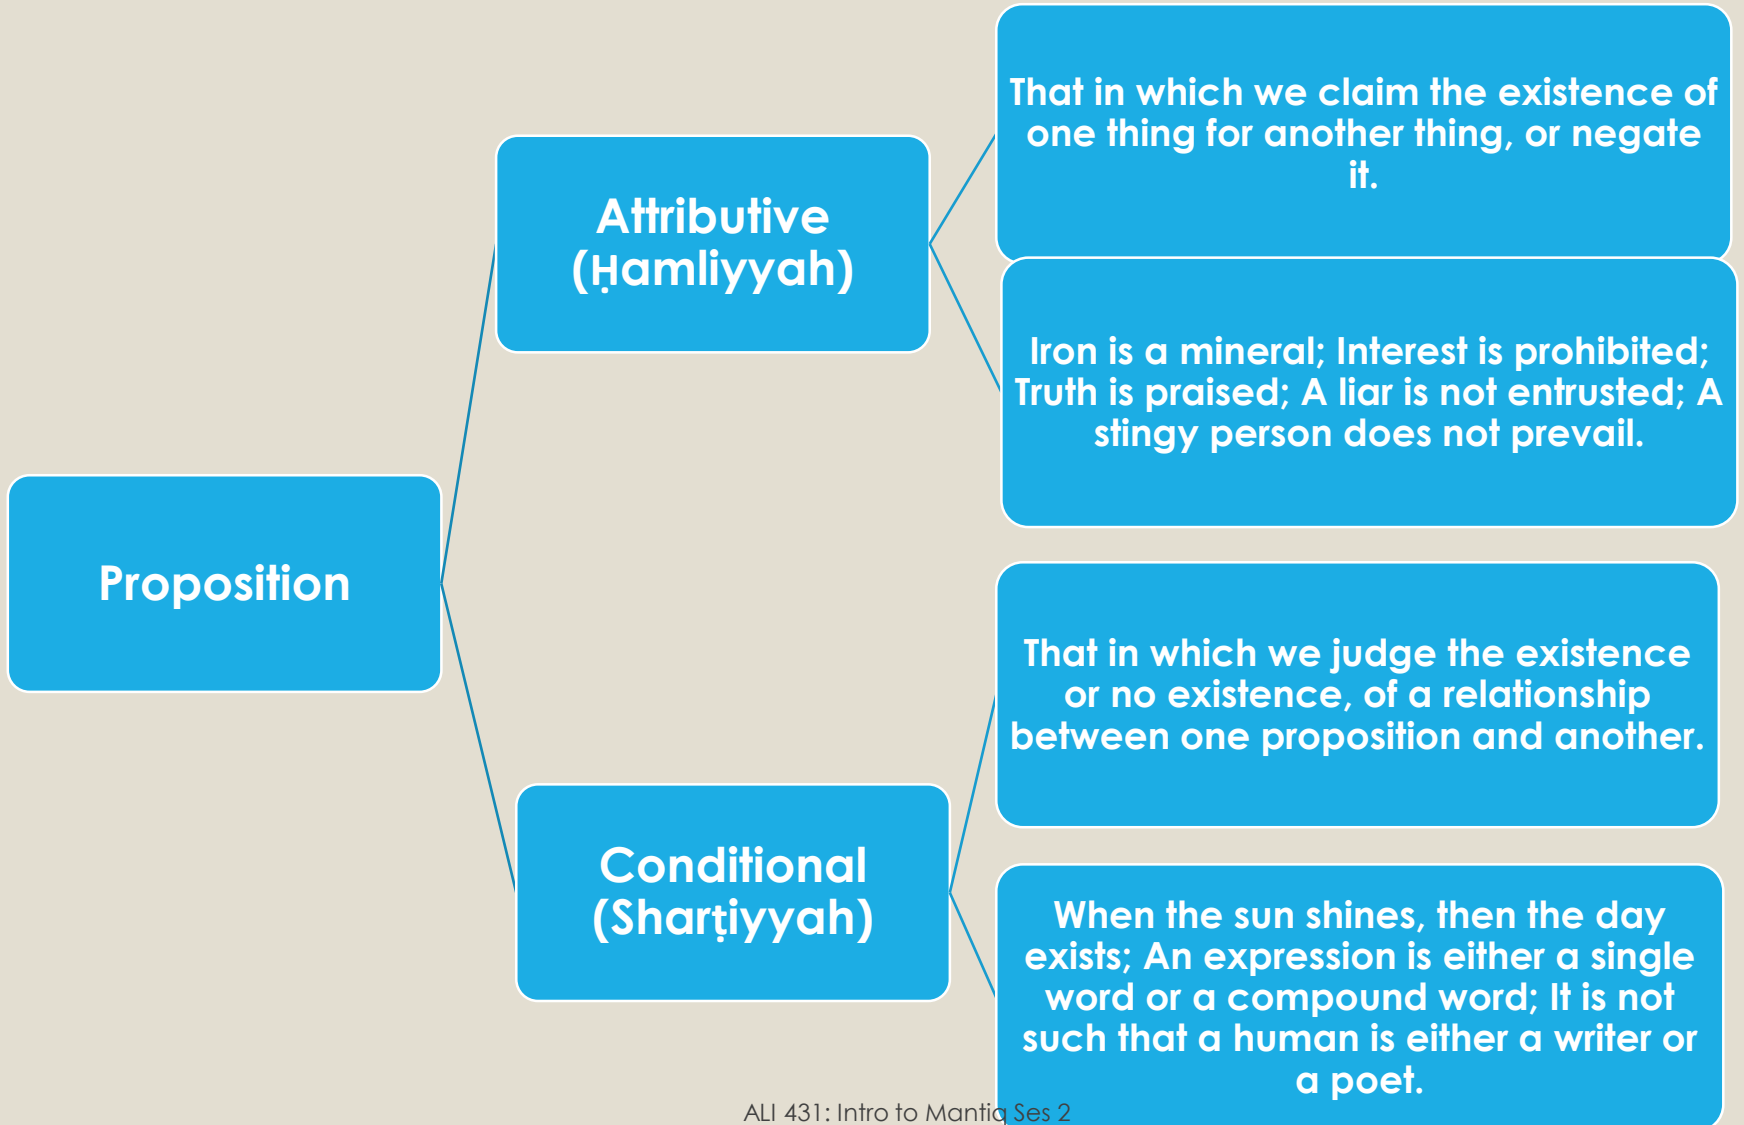 Proposition
Attributive
(Ḥamliyyah)
That in which we claim the existence of
one thing for another thing, or negate
it.
Iron is a mineral; Interest is prohibited;
Truth is praised; A liar is not entrusted; A
stingy person does not prevail.
Conditional
(Sharṭiyyah)
That in which we judge the existence
or no existence, of a relationship
between one proposition and another.
When the sun shines, then the day
exists; An expression is either a single
word or a compound word; It is not
such that a human is either a writer or
a poet.
ALI 431: Intro to Mantiq Ses 2